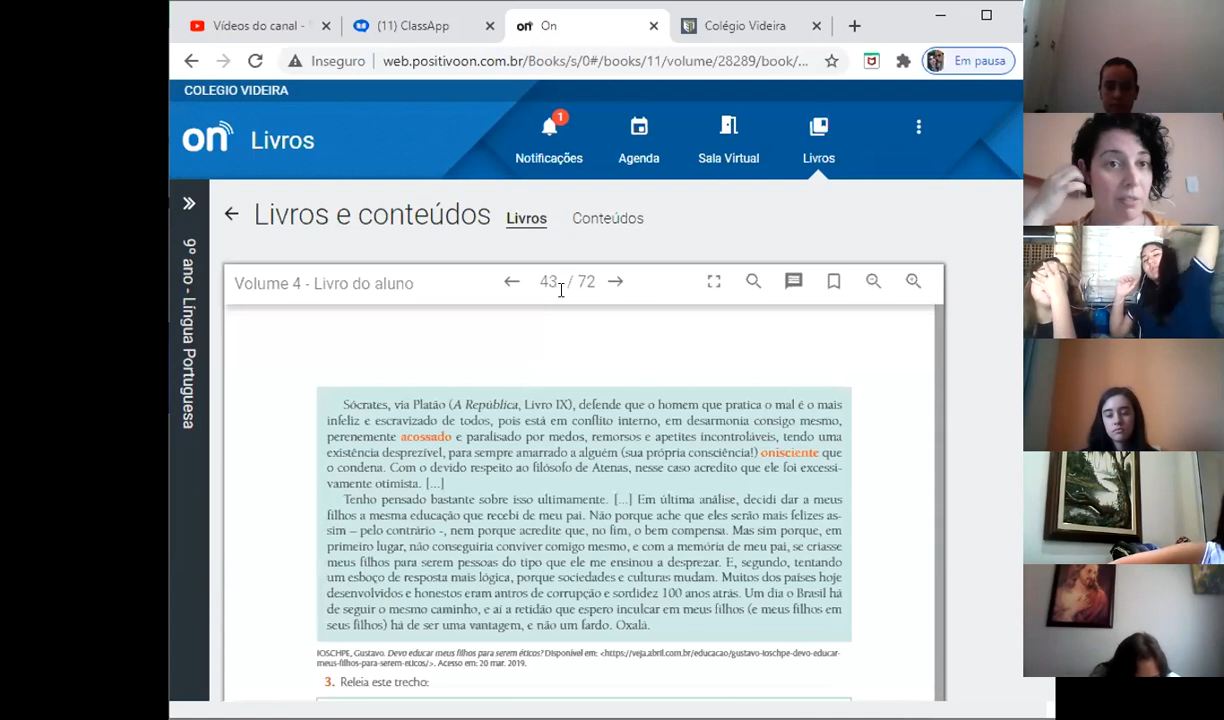 Vídeos do canal -
(11) ClassApp
On
Colégio Videira
Inseguro
web.positivoon.com.br/Books/s/0#/books/11/volume/28289/book/...
Em pausa
COLEGIO VIDEIRA
on
Livros
1
Notificações
Agenda
Sala Virtual
Livros
9º ano - Língua Portuguesa
Livros e conteúdos
Livros
Conteúdos
Volume 4 - Livro do aluno
43 / 72
Sócrates, via Platão (A República, Livro IX), defende que o homem que pratica o mal é o mais
infeliz e escravizado de todos, pois está em conflito interno, em desarmonia consigo mesmo,
perenemente acossado e paralisado por medos, remorsos e apetites incontroláveis, tendo uma
existência desprezível, para sempre amarrado a alguém (sua própria consciência!) onisciente que
o condena. Com o devido respeito ao filósofo de Atenas, nesse caso acredito que ele foi excessi-
vamente otimista. [...]
Tenho pensado bastante sobre isso ultimamente. [...] Em última análise, decidi dar a meus
filhos a mesma educação que recebi de meu pai. Não porque ache que eles serão mais felizes as-
sim – pelo contrário -, nem porque acredite que, no fim, o bem compensa. Mas sim porque, em
primeiro lugar, não conseguiria conviver comigo mesmo, e com a memória de meu pai, se criasse
meus filhos para serem pessoas do tipo que ele me ensinou a desprezar. E, segundo, tentando
um esboço de resposta mais lógica, porque sociedades e culturas mudam. Muitos dos países hoje
desenvolvidos e honestos eram antros de corrupção e sordidez 100 anos atrás. Um dia o Brasil há
de seguir o mesmo caminho, e aí a retidão que espero inculcar em meus filhos (e meus filhos em
seus filhos) há de ser uma vantagem, e não um fardo. Oxalá.
IOSCHPE, Gustavo. Devo educar meus filhos para serem éticos? Disponível em: <https://veja.abril.com.br/educacao/gustavo-ioschpe-devo-educar-
meus-filhos-para-serem-eticos/>. Acesso em: 20 mar. 2019.
3. Releia este trecho: